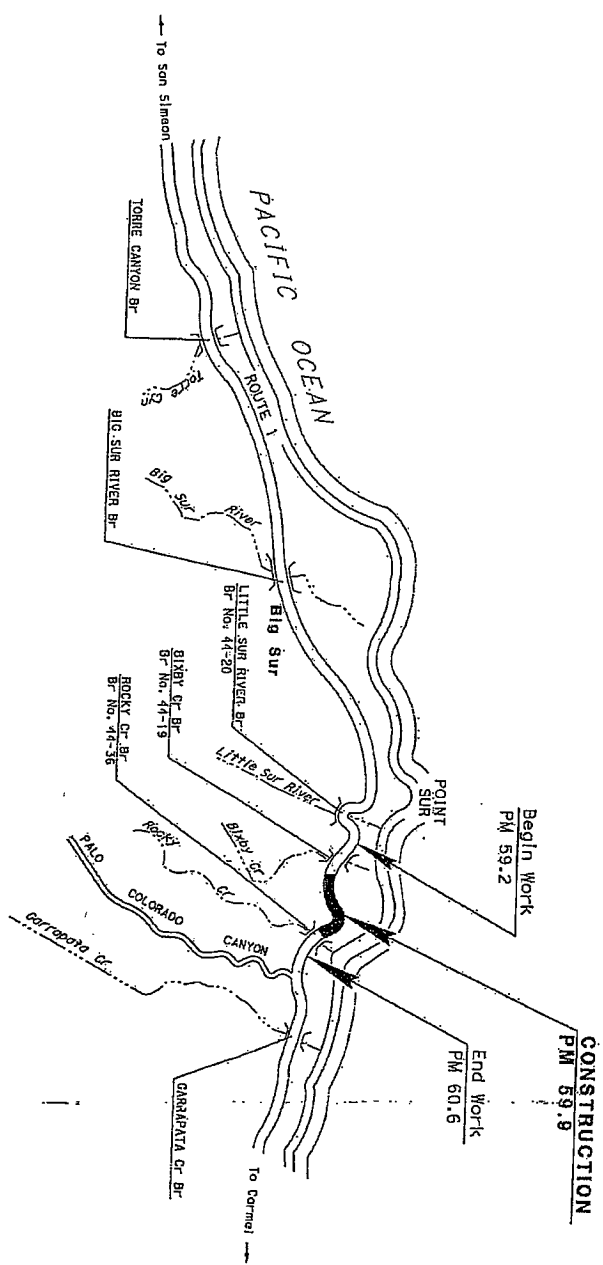 ← To San Simeon
PACIFIC OCEAN
TORRE CANYON Br
Torre Cyn
ROUTE 1
BIG SUR RIVER Br
Big Sur River
Big Sur
LITTLE SUR RIVER Br
Br No. 44-20
Little Sur River
BIXBY Cr Br
Br No. 44-19
Bixby Cr
ROCKY Cr Br
Br No. 44-36
Rocky Cr
POINT
SUR
Begin Work
PM 59.2
CONSTRUCTION
PM 59.9
End Work
PM 60.6
PALO COLORADO CANYON
Garrapata Cr
GARRAPATA Cr Br
To Carmel →